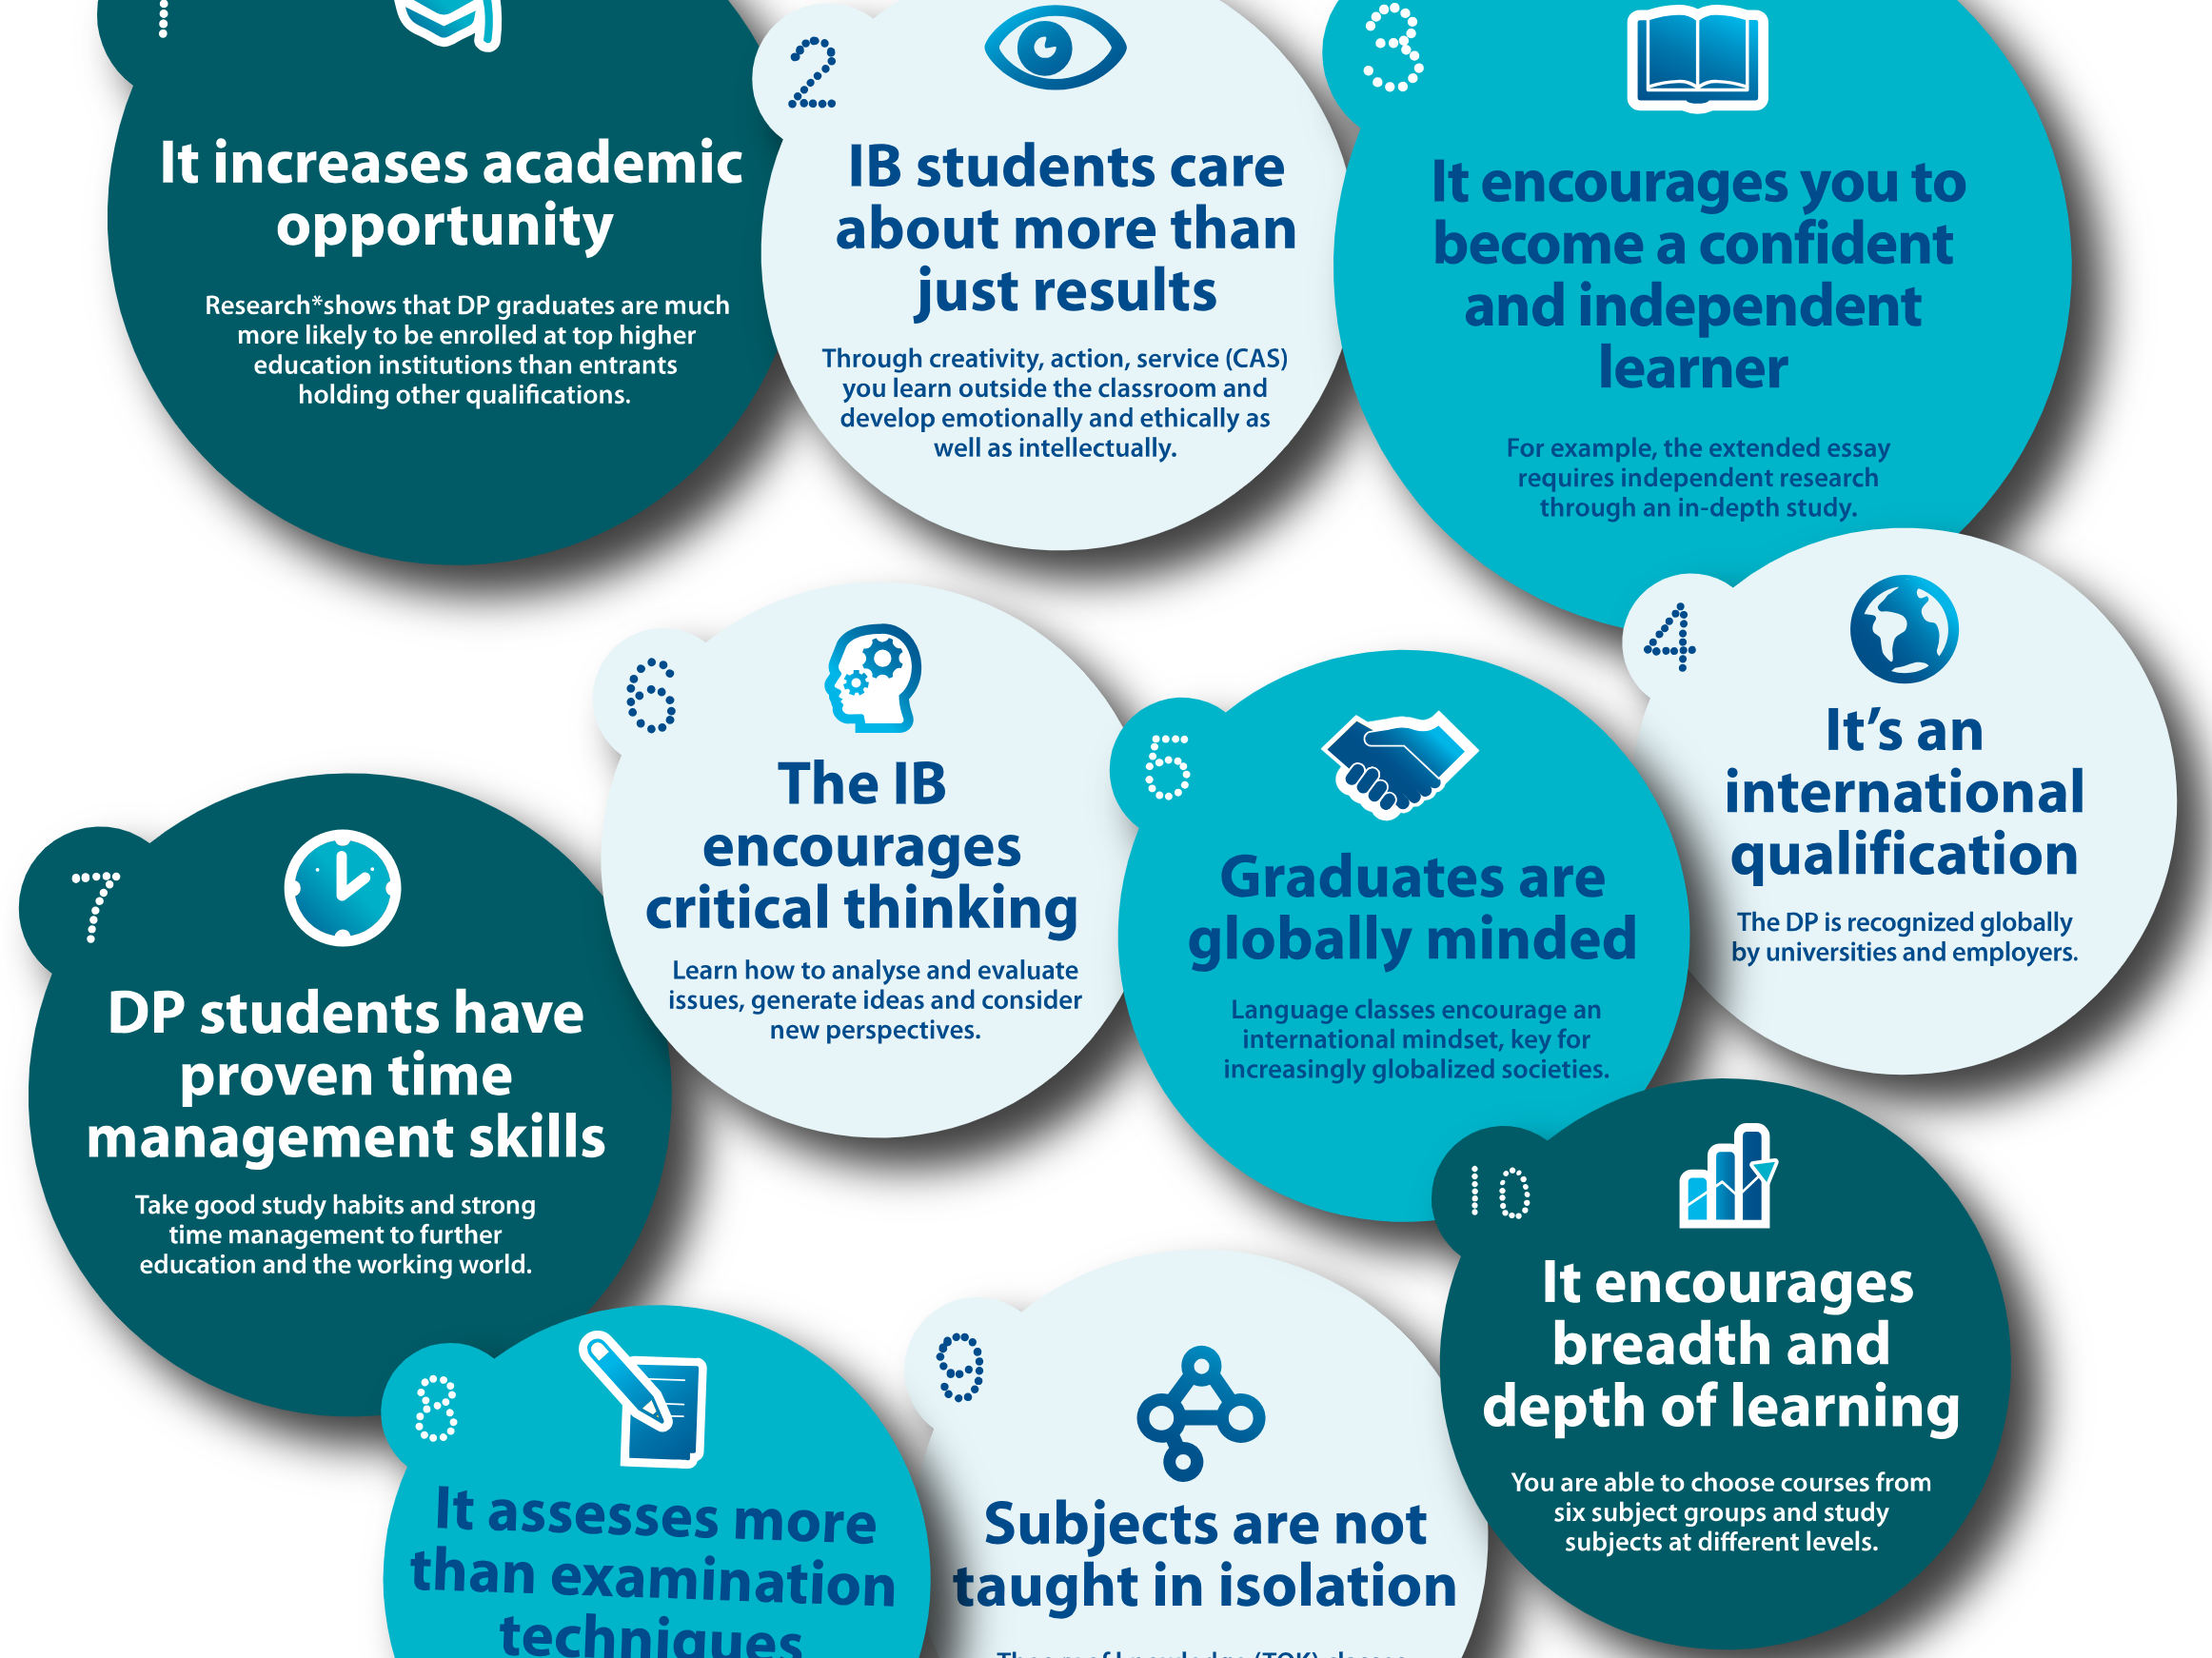 1
It increases academic
opportunity
Research*shows that DP graduates are much
more likely to be enrolled at top higher
education institutions than entrants
holding other qualifications.
2
IB students care
about more than
just results
Through creativity, action, service (CAS)
you learn outside the classroom and
develop emotionally and ethically as
well as intellectually.
3
It encourages you to
become a confident
and independent
learner
For example, the extended essay
requires independent research
through an in-depth study.
4
It’s an
international
qualification
The DP is recognized globally
by universities and employers.
5
Graduates are
globally minded
Language classes encourage an
international mindset, key for
increasingly globalized societies.
6
The IB
encourages
critical thinking
Learn how to analyse and evaluate
issues, generate ideas and consider
new perspectives.
7
DP students have
proven time
management skills
Take good study habits and strong
time management to further
education and the working world.
8
It assesses more
than examination
techniques
9
Subjects are not
taught in isolation
Theory of knowledge (TOK) classes
10
It encourages
breadth and
depth of learning
You are able to choose courses from
six subject groups and study
subjects at different levels.